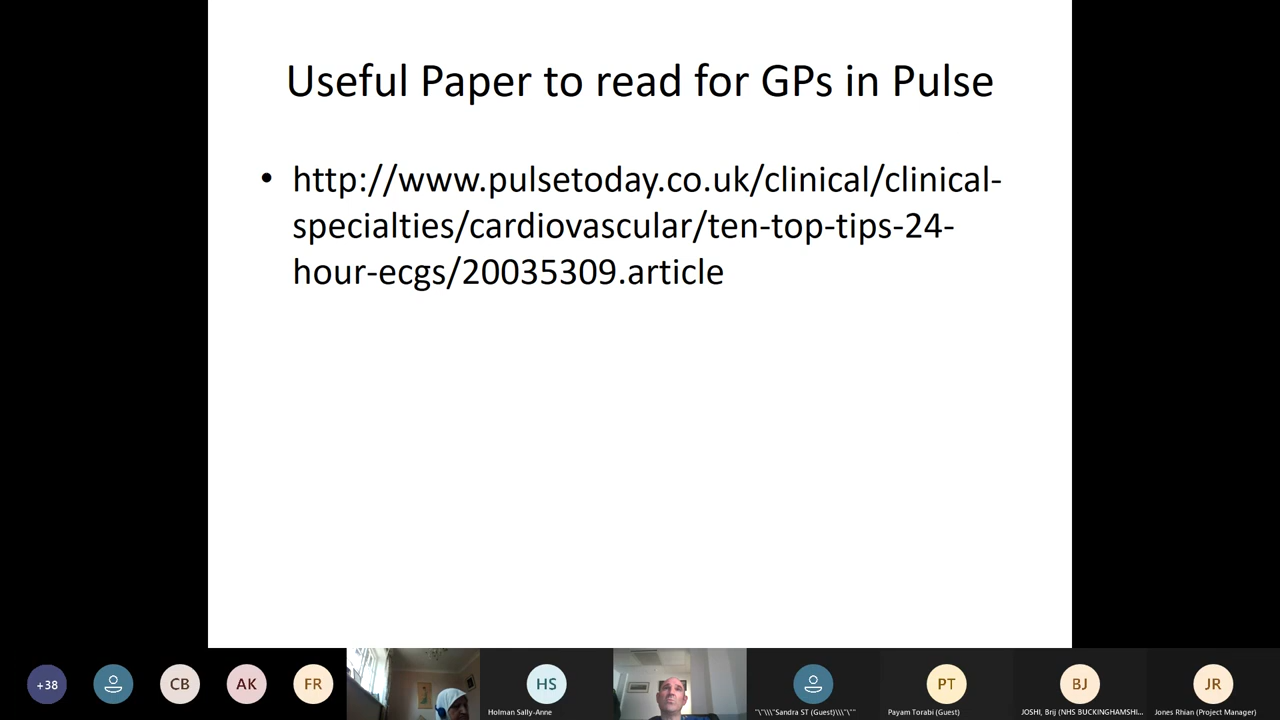 Useful Paper to read for GPs in Pulse
• http://www.pulsetoday.co.uk/clinical/clinical-
specialties/cardiovascular/ten-top-tips-24-
hour-ecgs/20035309.article
+38
CB
AK
FR
HS
Holman Sally-Anne
"\"\\\"Sandra ST (Guest)\\\"\""
PT
Payam Torabi (Guest)
BJ
JOSHI, Brij (NHS BUCKINGHAMSHI...
JR
Jones Rhian (Project Manager)